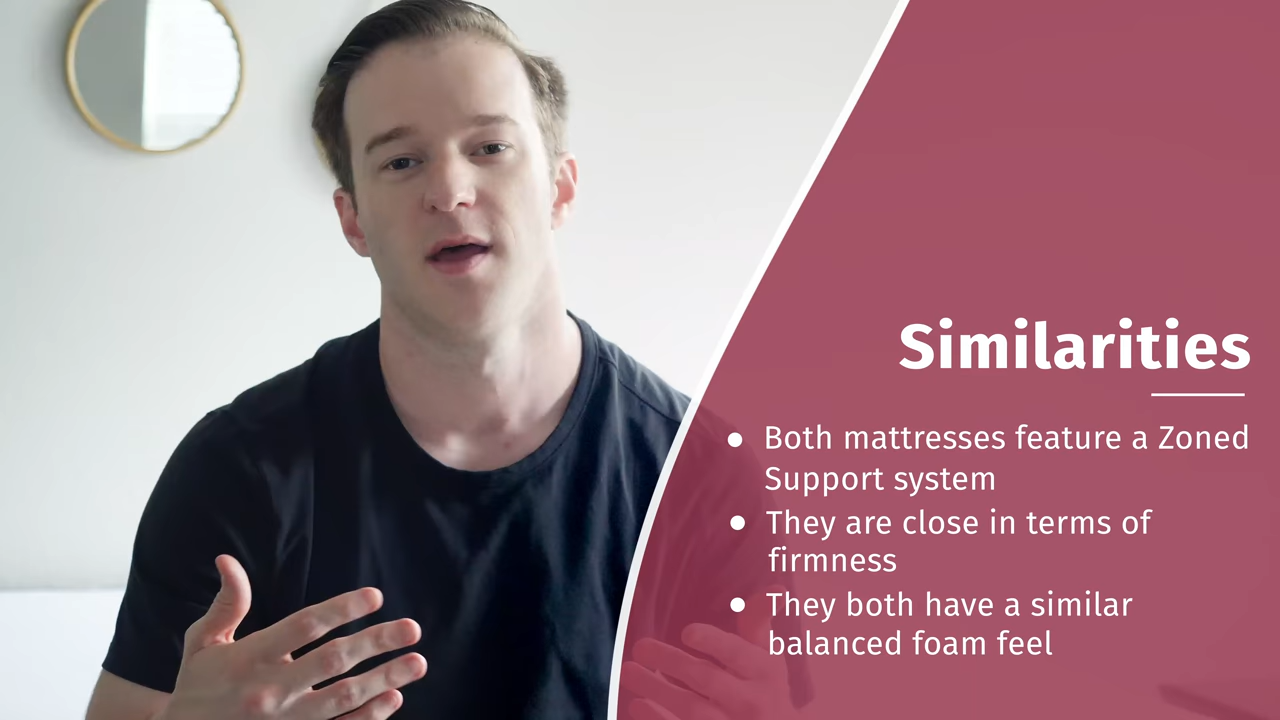 Similarities
● Both mattresses feature a Zoned
Support system
● They are close in terms of
firmness
● They both have a similar
balanced foam feel